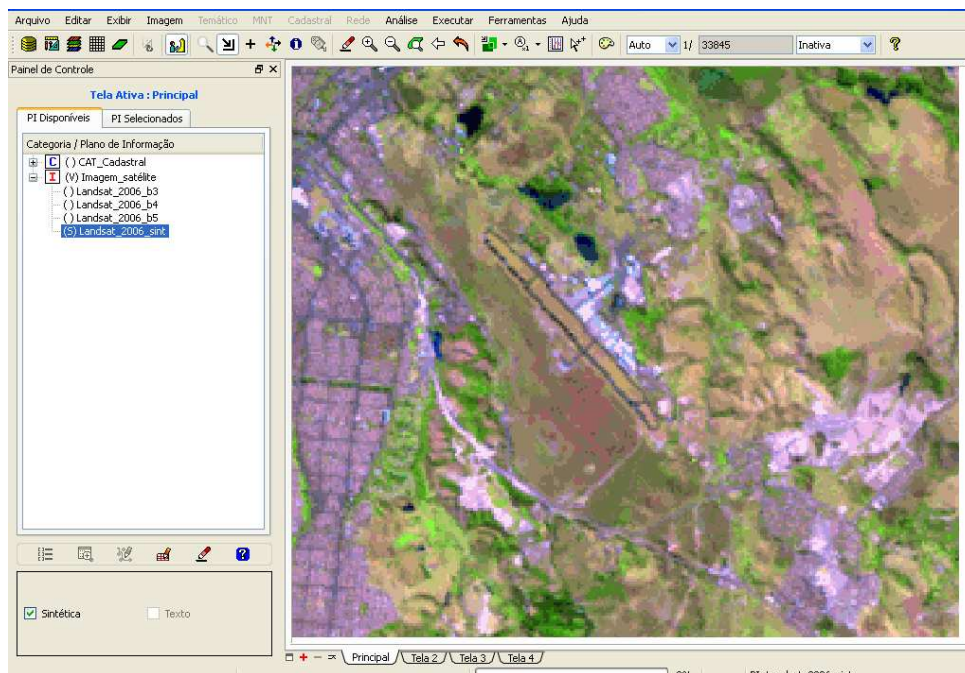 Arquivo Editar Exibir Imagem Temático MNT Cadastral Rede Análise Executar Ferramentas Ajuda
Auto 1/ 33845 Inativa
Painel de Controle
Tela Ativa : Principal
PI Disponíveis PI Selecionados
Categoria / Plano de Informação
C ( ) CAT_Cadastral
I (V) Imagem_satélite
( ) Landsat_2006_b3
( ) Landsat_2006_b4
( ) Landsat_2006_b5
(S) Landsat_2006_sint
Sintética Texto
Principal Tela 2 Tela 3 Tela 4